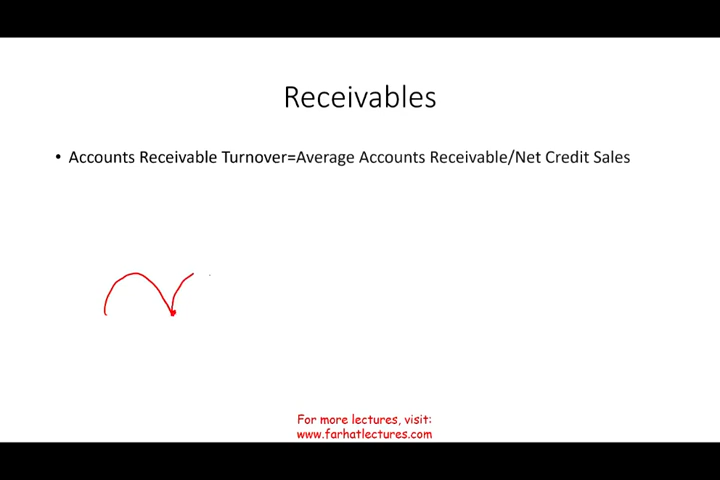 Receivables
• Accounts Receivable Turnover=Average Accounts Receivable/Net Credit Sales
For more lectures, visit:
www.farhatlectures.com